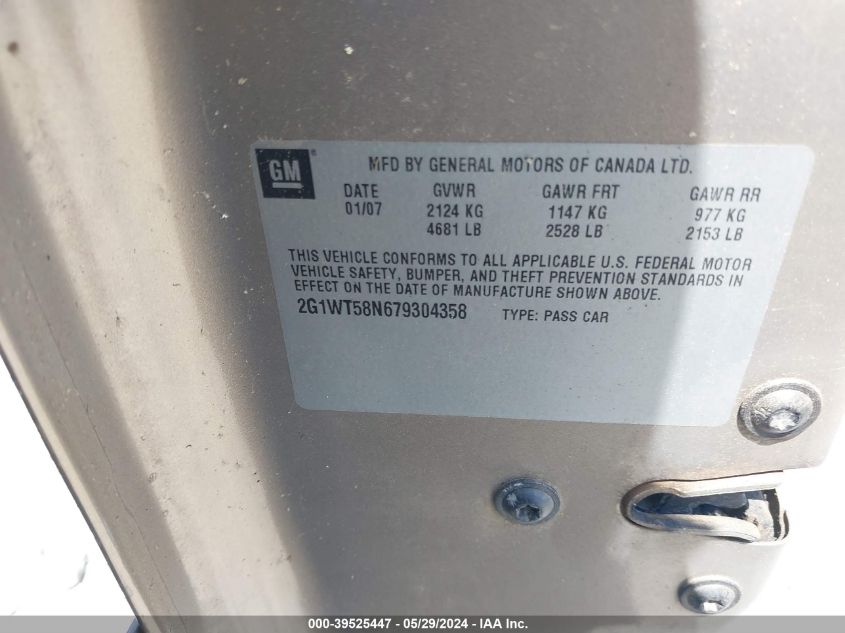 GM ® MFD BY GENERAL MOTORS OF CANADA LTD.
DATE GVWR GAWR FRT GAWR RR
01/07 2124 KG 1147 KG 977 KG
4681 LB 2528 LB 2153 LB
THIS VEHICLE CONFORMS TO ALL APPLICABLE U.S. FEDERAL MOTOR
VEHICLE SAFETY, BUMPER, AND THEFT PREVENTION STANDARDS IN
EFFECT ON THE DATE OF MANUFACTURE SHOWN ABOVE.
2G1WT58N679304358 TYPE: PASS CAR
000-39525447 - 05/29/2024 - IAA Inc.